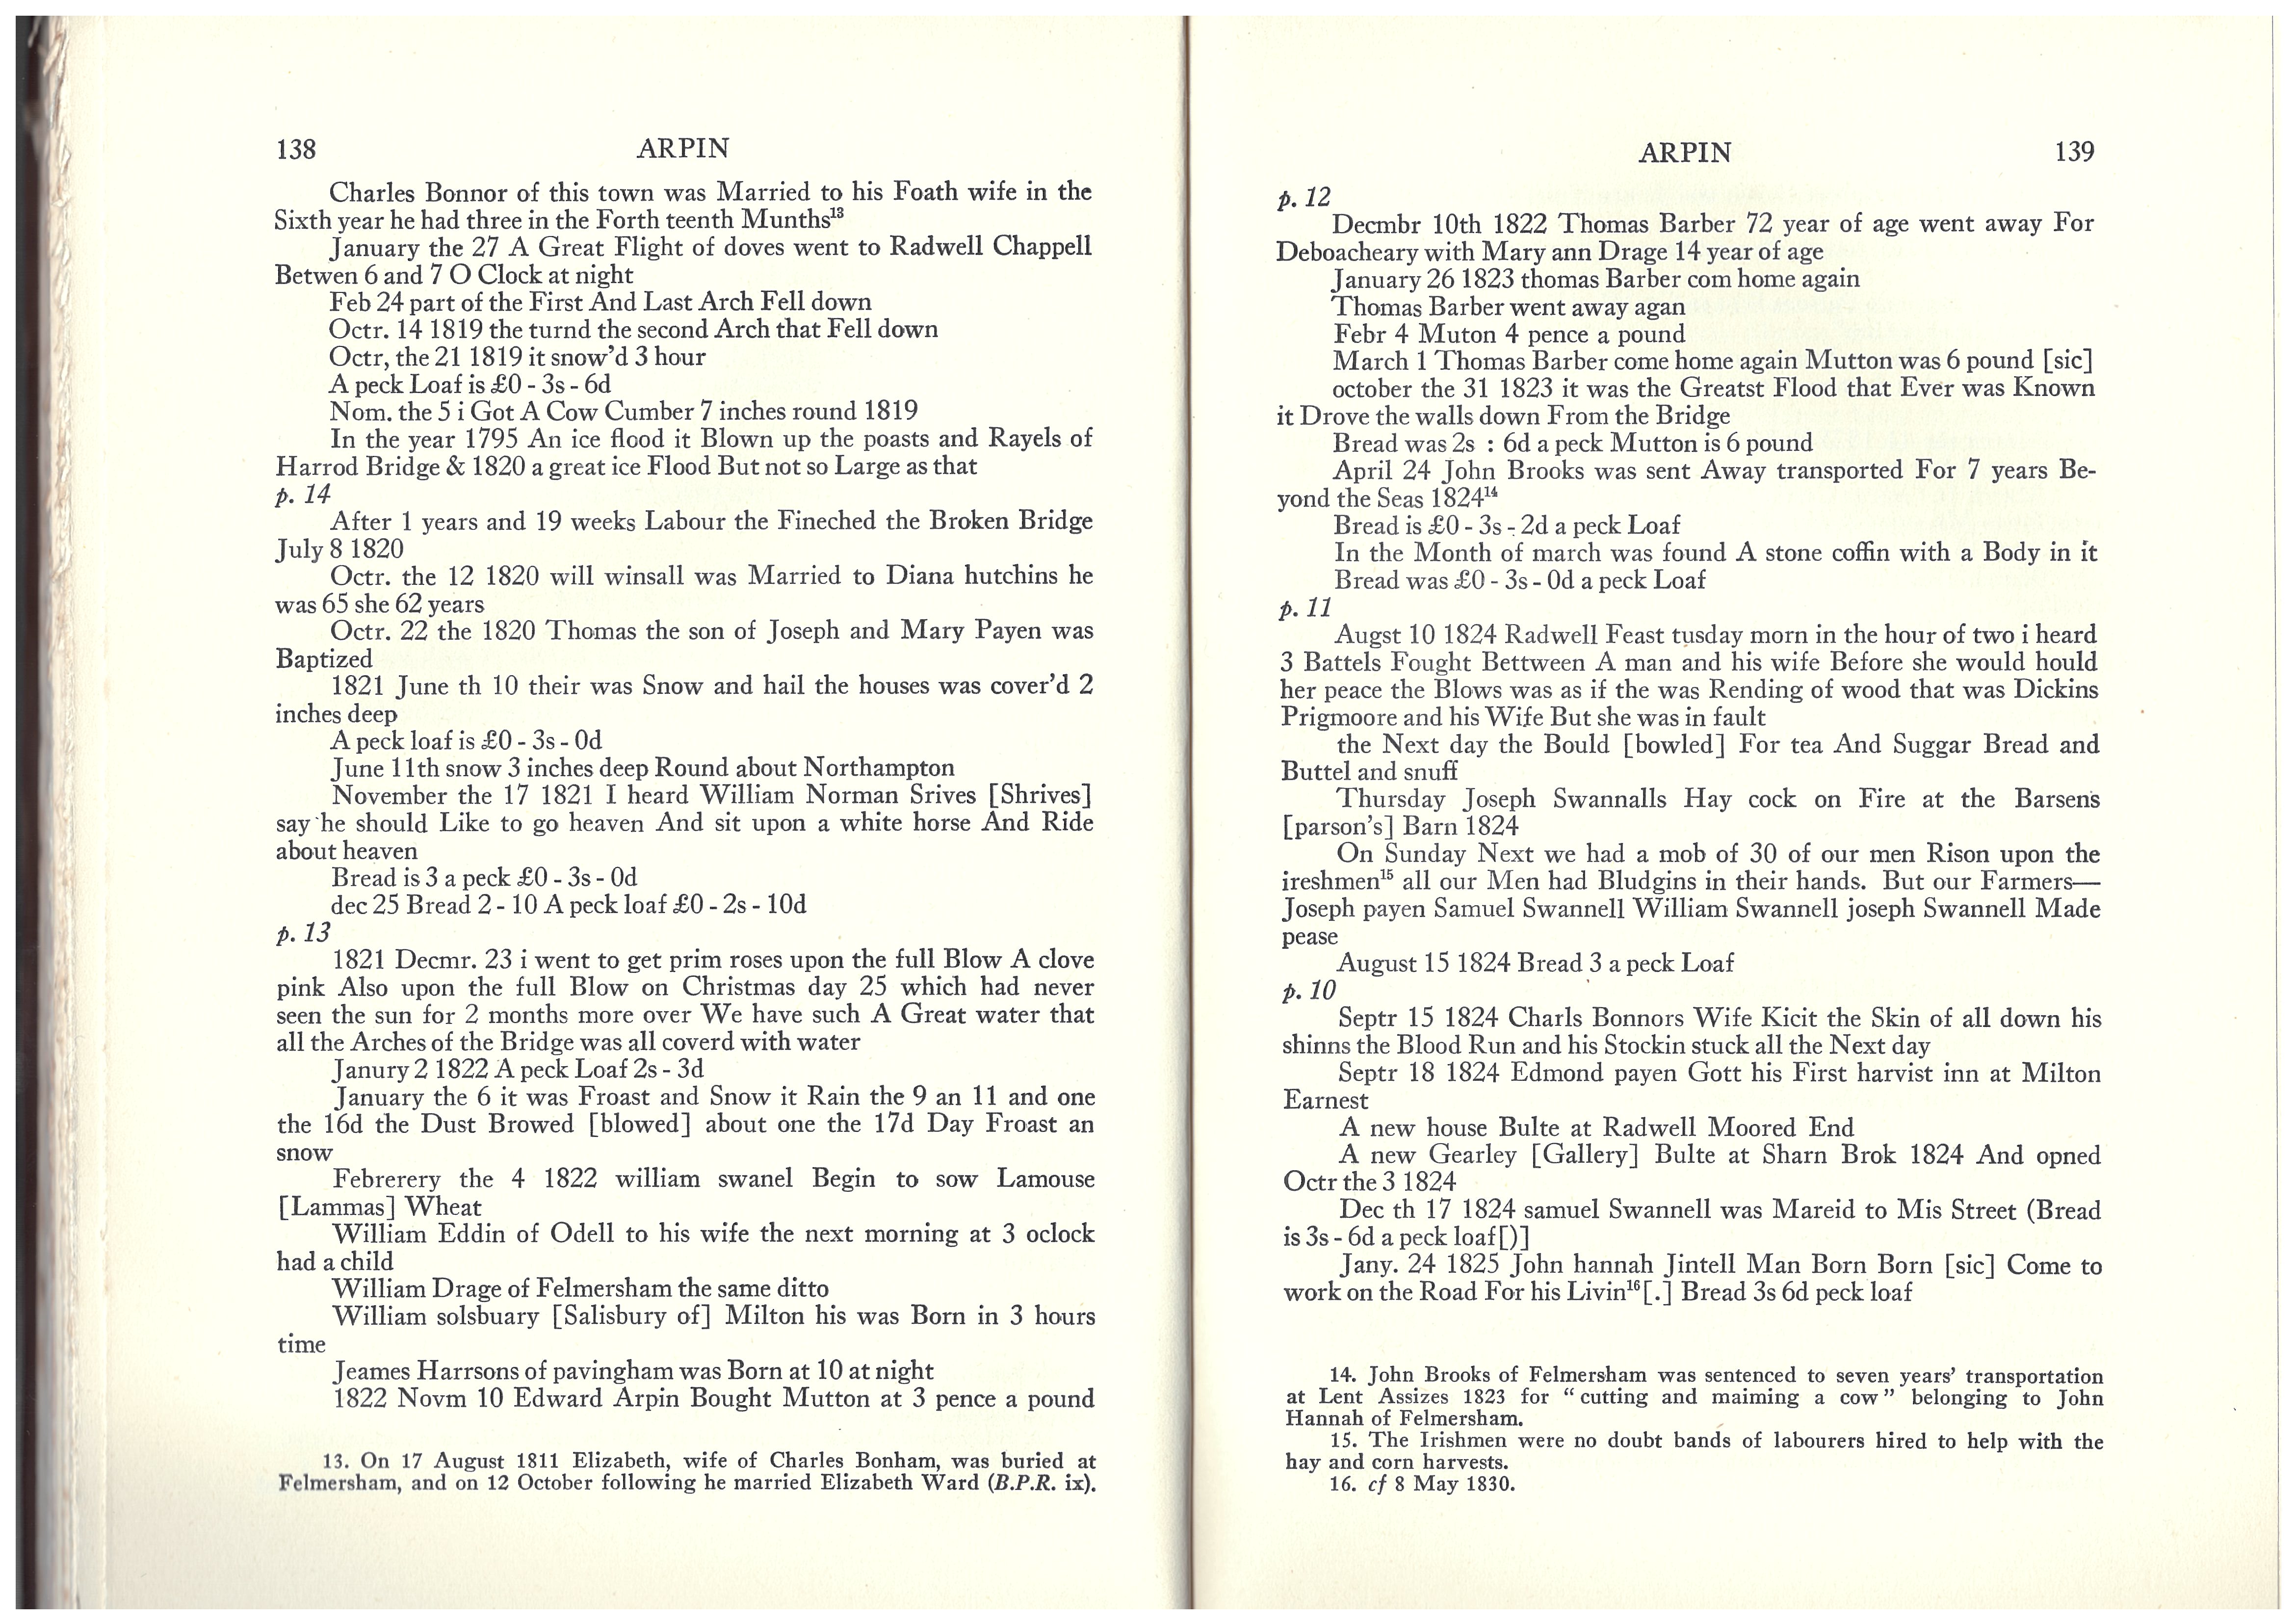 138 ARPIN
Charles Bonnor of this town was Married to his Foath wife in the
Sixth year he had three in the Forth teenth Munths¹³
January the 27 A Great Flight of doves went to Radwell Chappell
Betwen 6 and 7 O Clock at night
Feb 24 part of the First And Last Arch Fell down
Octr. 14 1819 the turnd the second Arch that Fell down
Octr, the 21 1819 it snow'd 3 hour
A peck Loaf is £0 - 3s - 6d
Nom. the 5 i Got A Cow Cumber 7 inches round 1819
In the year 1795 An ice flood it Blown up the poasts and Rayels of
Harrod Bridge & 1820 a great ice Flood But not so Large as that
p. 14
After 1 years and 19 weeks Labour the Fineched the Broken Bridge
July 8 1820
Octr. the 12 1820 will winsall was Married to Diana hutchins he
was 65 she 62 years
Octr. 22 the 1820 Thomas the son of Joseph and Mary Payen was
Baptized
1821 June th 10 their was Snow and hail the houses was cover'd 2
inches deep
A peck loaf is £0 - 3s - 0d
June 11th snow 3 inches deep Round about Northampton
November the 17 1821 I heard William Norman Srives [Shrives]
say he should Like to go heaven And sit upon a white horse And Ride
about heaven
Bread is 3 a peck £0 - 3s - 0d
dec 25 Bread 2 - 10 A peck loaf £0 - 2s - 10d
p. 13
1821 Decmr. 23 i went to get prim roses upon the full Blow A clove
pink Also upon the full Blow on Christmas day 25 which had never
seen the sun for 2 months more over We have such A Great water that
all the Arches of the Bridge was all coverd with water
Janury 2 1822 A peck Loaf 2s - 3d
January the 6 it was Froast and Snow it Rain the 9 an 11 and one
the 16d the Dust Browed [blowed] about one the 17d Day Froast an
snow
Febrerery the 4 1822 william swanel Begin to sow Lamouse
[Lammas] Wheat
William Eddin of Odell to his wife the next morning at 3 oclock
had a child
William Drage of Felmersham the same ditto
William solsbuary [Salisbury of] Milton his was Born in 3 hours
time
Jeames Harrsons of pavingham was Born at 10 at night
1822 Novm 10 Edward Arpin Bought Mutton at 3 pence a pound
13. On 17 August 1811 Elizabeth, wife of Charles Bonham, was buried at
Felmersham, and on 12 October following he married Elizabeth Ward (B.P.R. ix).
ARPIN 139
p. 12
Decmbr 10th 1822 Thomas Barber 72 year of age went away For
Deboacheary with Mary ann Drage 14 year of age
January 26 1823 thomas Barber com home again
Thomas Barber went away agan
Febr 4 Muton 4 pence a pound
March 1 Thomas Barber come home again Mutton was 6 pound [sic]
october the 31 1823 it was the Greatst Flood that Ever was Known
it Drove the walls down From the Bridge
Bread was 2s : 6d a peck Mutton is 6 pound
April 24 John Brooks was sent Away transported For 7 years Be-
yond the Seas 1824¹⁴
Bread is £0 - 3s - 2d a peck Loaf
In the Month of march was found A stone coffin with a Body in it
Bread was £0 - 3s - 0d a peck Loaf
p. 11
Augst 10 1824 Radwell Feast tusday morn in the hour of two i heard
3 Battels Fought Bettween A man and his wife Before she would hould
her peace the Blows was as if the was Rending of wood that was Dickins
Prigmoore and his Wife But she was in fault
the Next day the Bould [bowled] For tea And Suggar Bread and
Buttel and snuff
Thursday Joseph Swannalls Hay cock on Fire at the Barsens
[parson's] Barn 1824
On Sunday Next we had a mob of 30 of our men Rison upon the
ireshmen¹⁵ all our Men had Bludgins in their hands. But our Farmers—
Joseph payen Samuel Swannell William Swannell joseph Swannell Made
pease
August 15 1824 Bread 3 a peck Loaf
p. 10
Septr 15 1824 Charls Bonnors Wife Kicit the Skin of all down his
shinns the Blood Run and his Stockin stuck all the Next day
Septr 18 1824 Edmond payen Gott his First harvist inn at Milton
Earnest
A new house Bulte at Radwell Moored End
A new Gearley [Gallery] Bulte at Sharn Brok 1824 And opned
Octr the 3 1824
Dec th 17 1824 samuel Swannell was Mareid to Mis Street (Bread
is 3s - 6d a peck loaf[)]
Jany. 24 1825 John hannah Jintell Man Born Born [sic] Come to
work on the Road For his Livin¹⁶[.] Bread 3s 6d peck loaf
14. John Brooks of Felmersham was sentenced to seven years' transportation
at Lent Assizes 1823 for "cutting and maiming a cow" belonging to John
Hannah of Felmersham.
15. The Irishmen were no doubt bands of labourers hired to help with the
hay and corn harvests.
16. cf 8 May 1830.